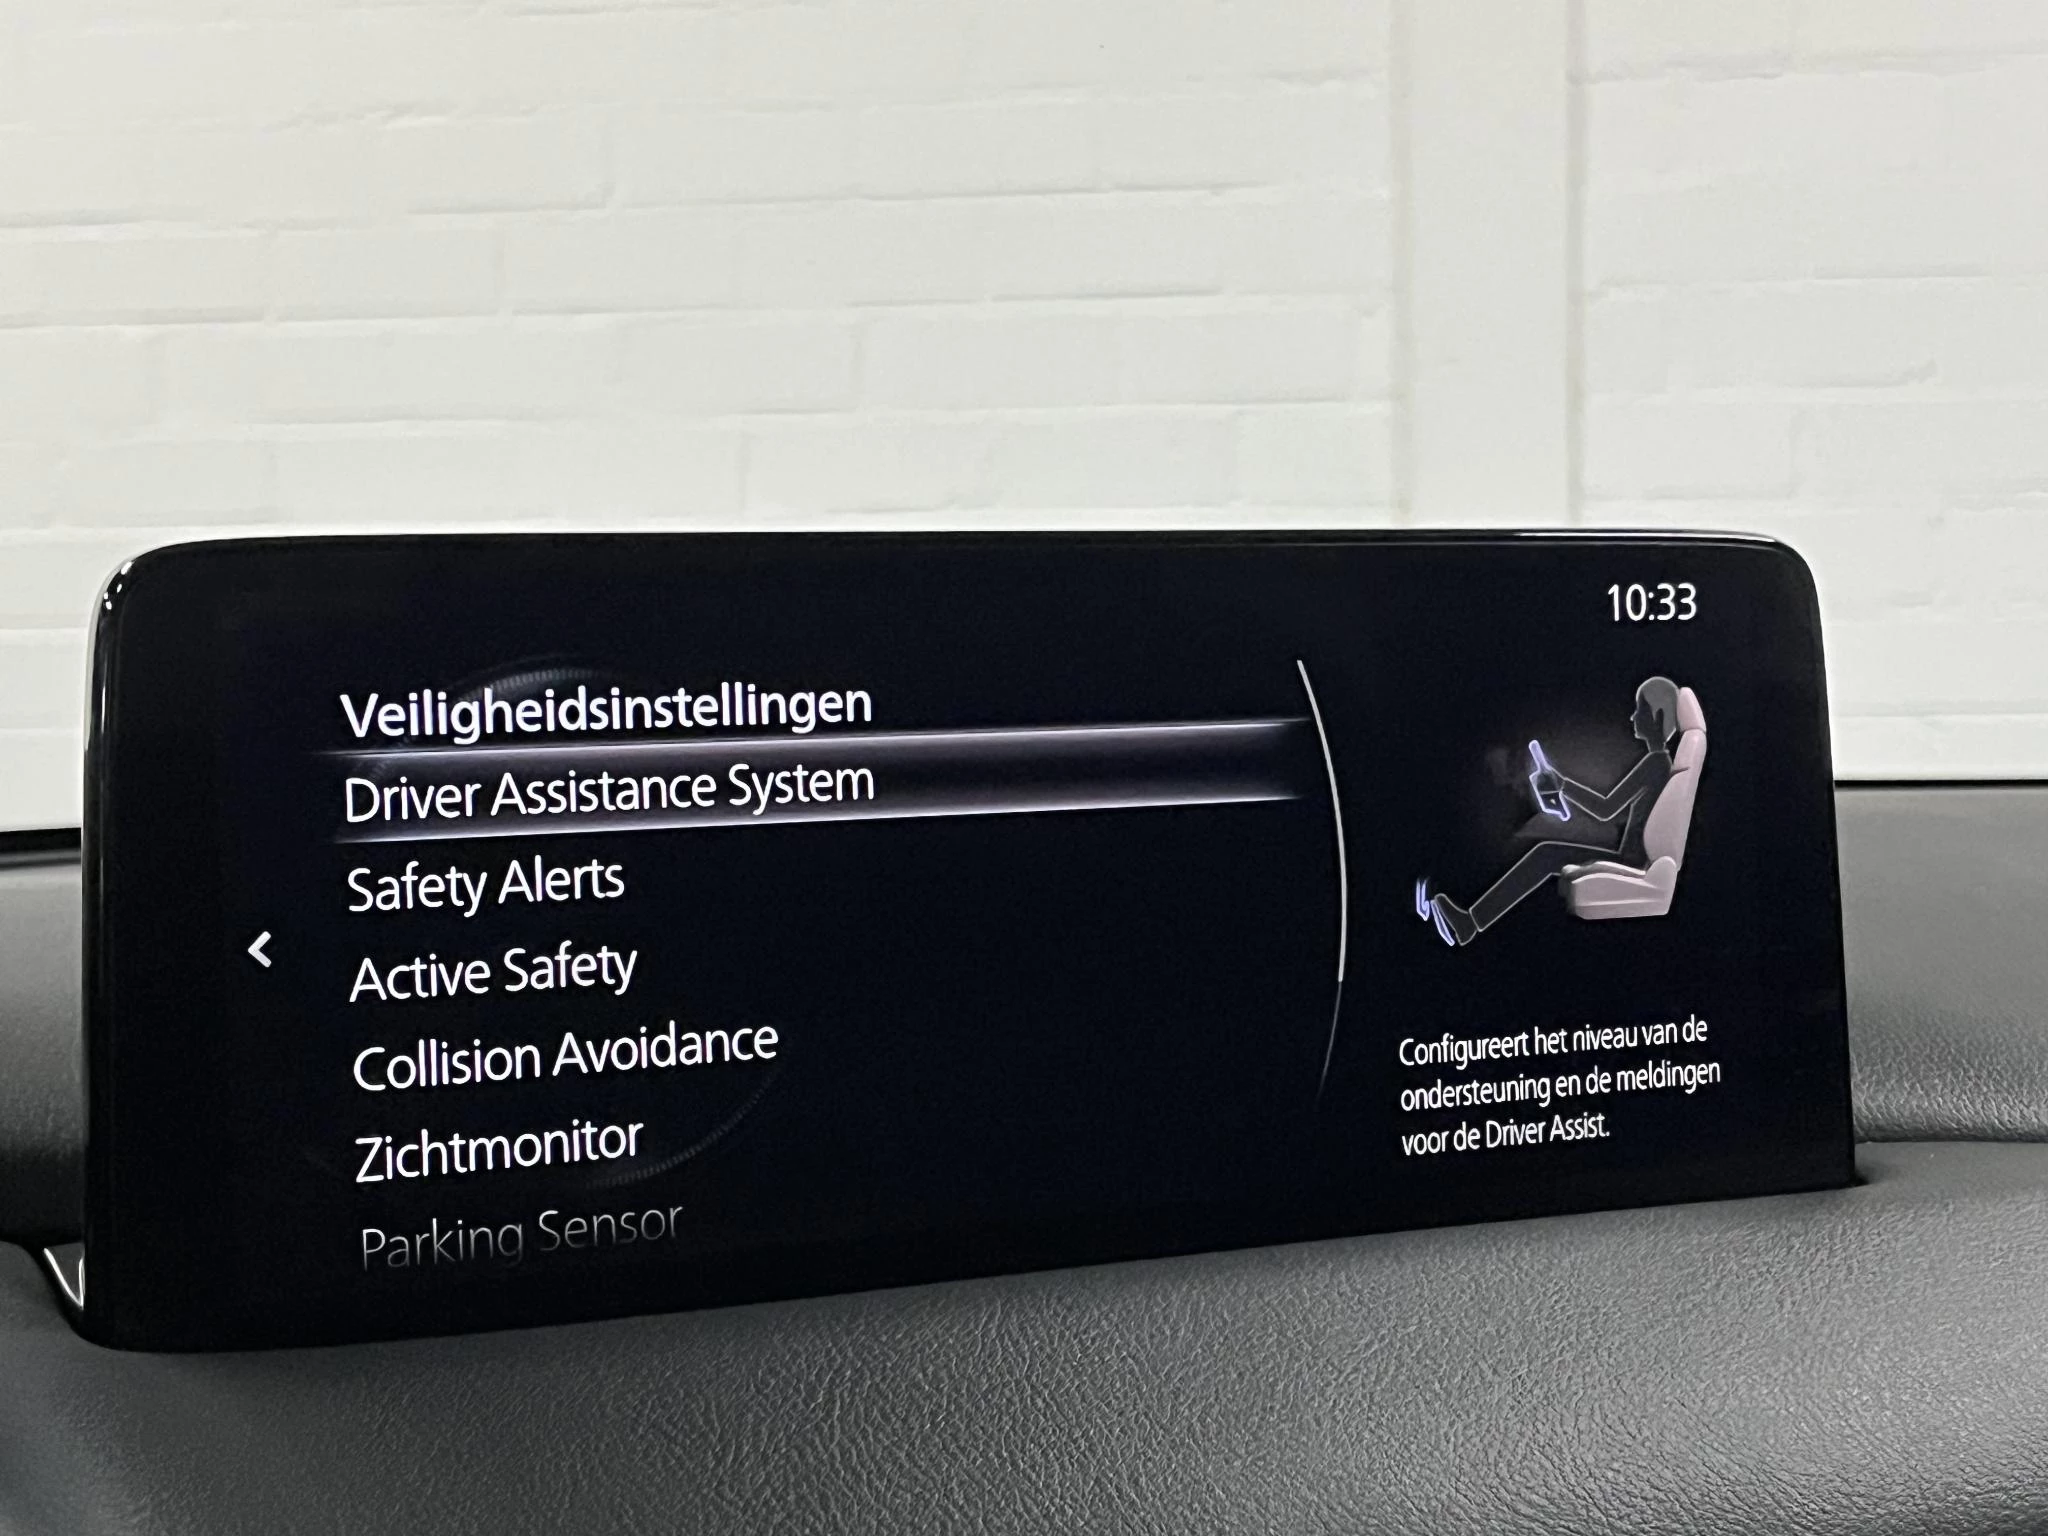 10:33
Veiligheidsinstellingen
Driver Assistance System
Safety Alerts
Active Safety
Collision Avoidance
Zichtmonitor
Parking Sensor
Configureert het niveau van de
ondersteuning en de meldingen
voor de Driver Assist.